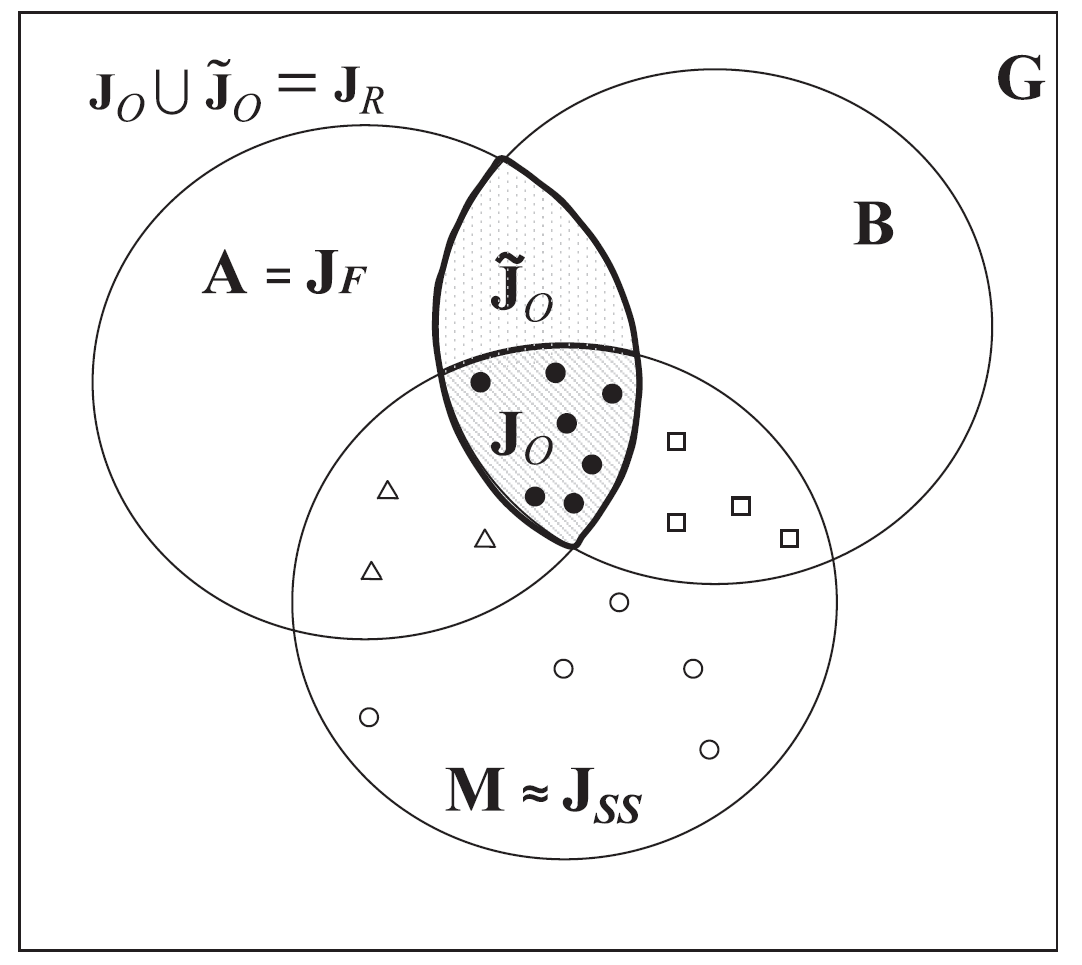 J_O ∪ J̃_O = J_R
G
B
A = J_F
J̃_O
J_O
M ≈ J_SS